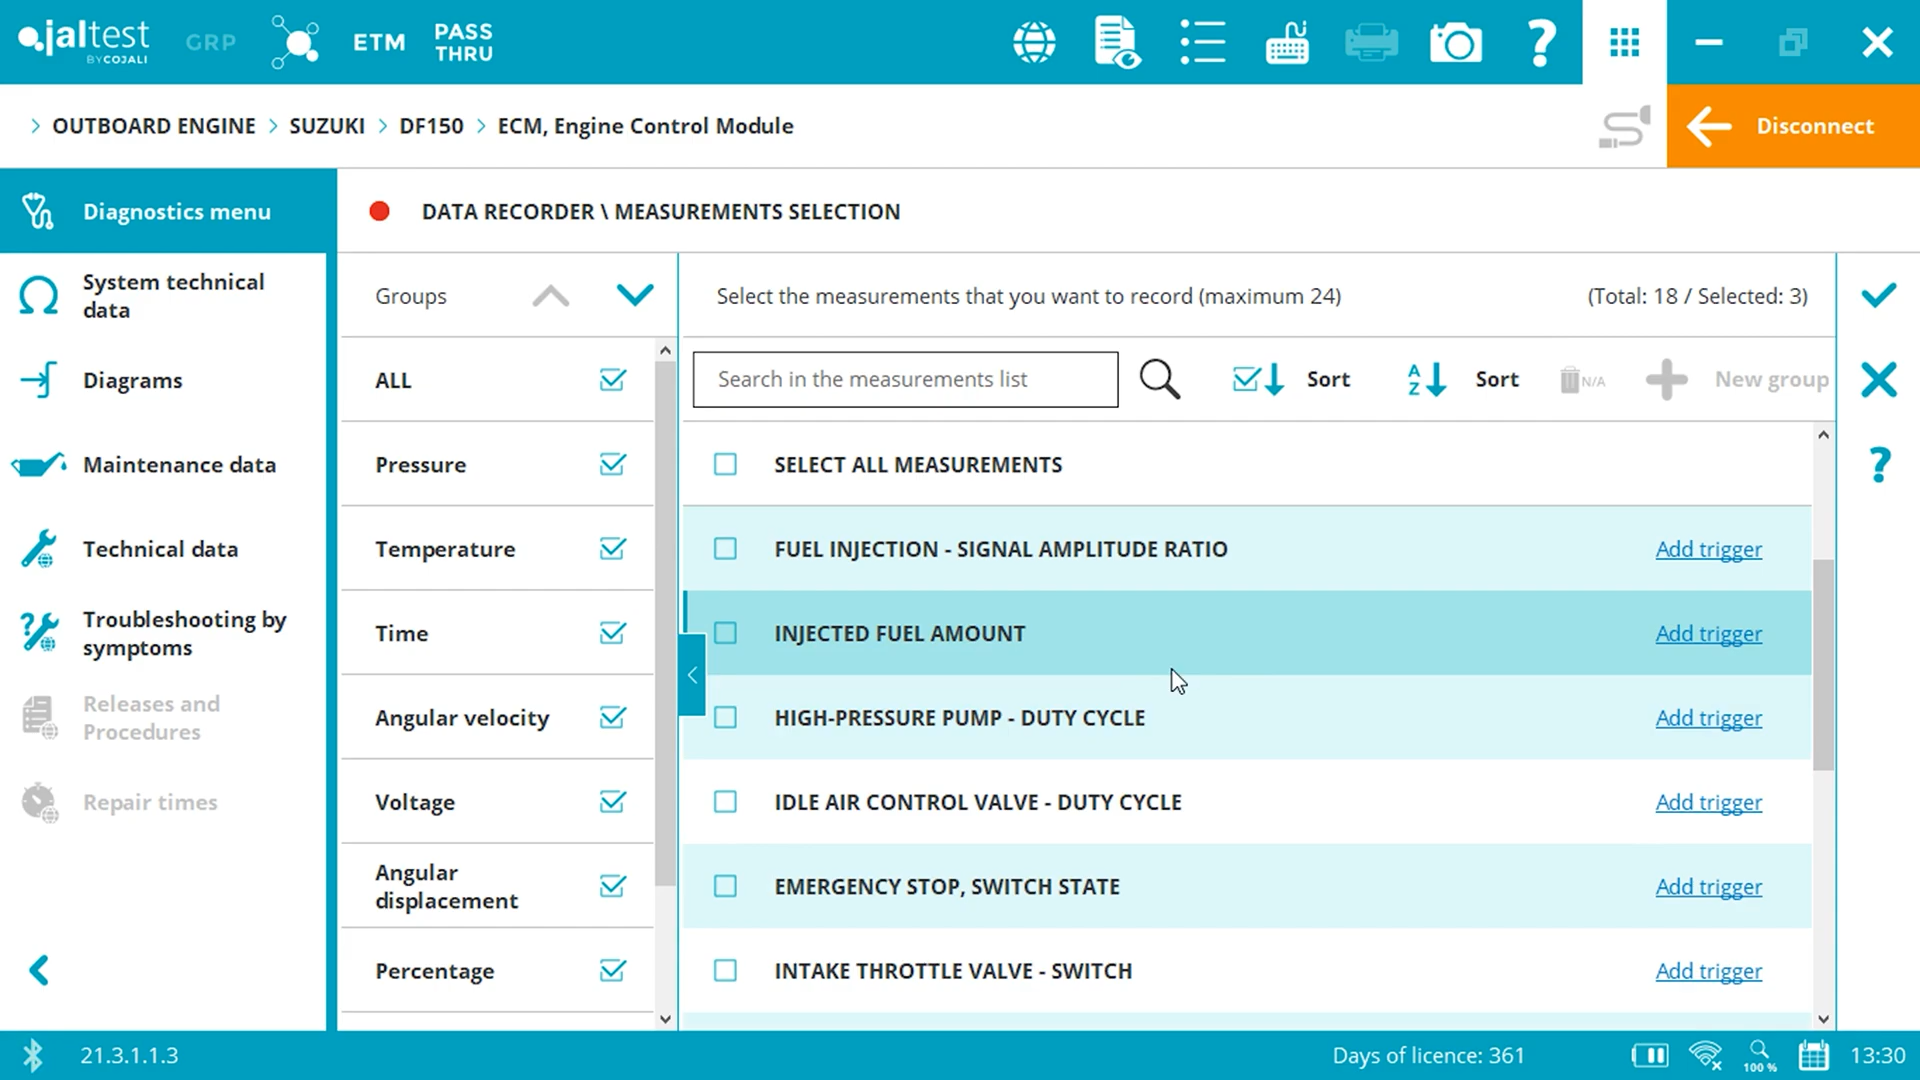 jaltest
BY COJALI
GRP
ETM
PASS
THRU
OUTBOARD ENGINE > SUZUKI > DF150 > ECM, Engine Control Module
Disconnect
Diagnostics menu
System technical
data
Diagrams
Maintenance data
Technical data
Troubleshooting by
symptoms
Releases and
Procedures
Repair times
DATA RECORDER \ MEASUREMENTS SELECTION
Groups
ALL
Pressure
Temperature
Time
Angular velocity
Voltage
Angular
displacement
Percentage
Select the measurements that you want to record (maximum 24)
(Total: 18 / Selected: 3)
Search in the measurements list
Sort
A
Z
Sort
N/A
New group
SELECT ALL MEASUREMENTS
FUEL INJECTION - SIGNAL AMPLITUDE RATIO
Add trigger
INJECTED FUEL AMOUNT
Add trigger
HIGH-PRESSURE PUMP - DUTY CYCLE
Add trigger
IDLE AIR CONTROL VALVE - DUTY CYCLE
Add trigger
EMERGENCY STOP, SWITCH STATE
Add trigger
INTAKE THROTTLE VALVE - SWITCH
Add trigger
21.3.1.1.3
Days of licence: 361
100 %
13:30